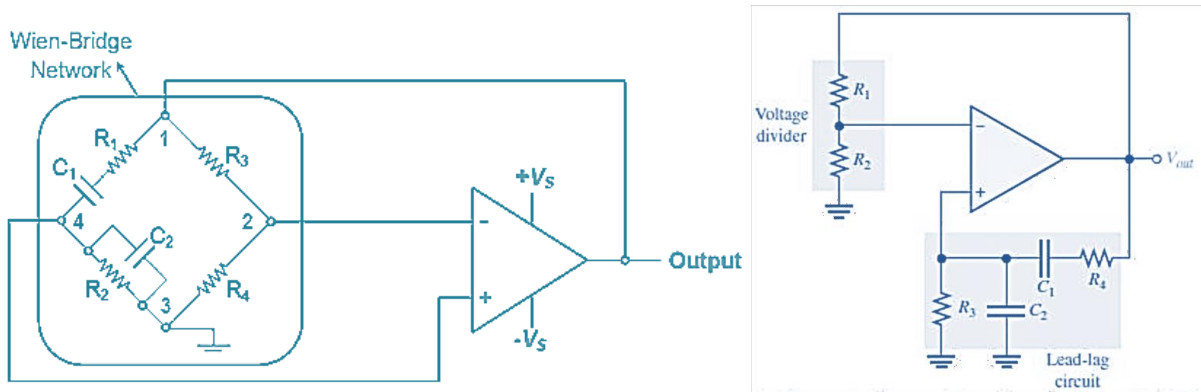 Wien-Bridge
Network
R1
1
R3
C1
4
2
C2
R2
3
R4
+VS
-
+
-VS
Output
Voltage
divider
R1
R2
-
+
Vout
C1
R4
R3
C2
Lead-lag
circuit